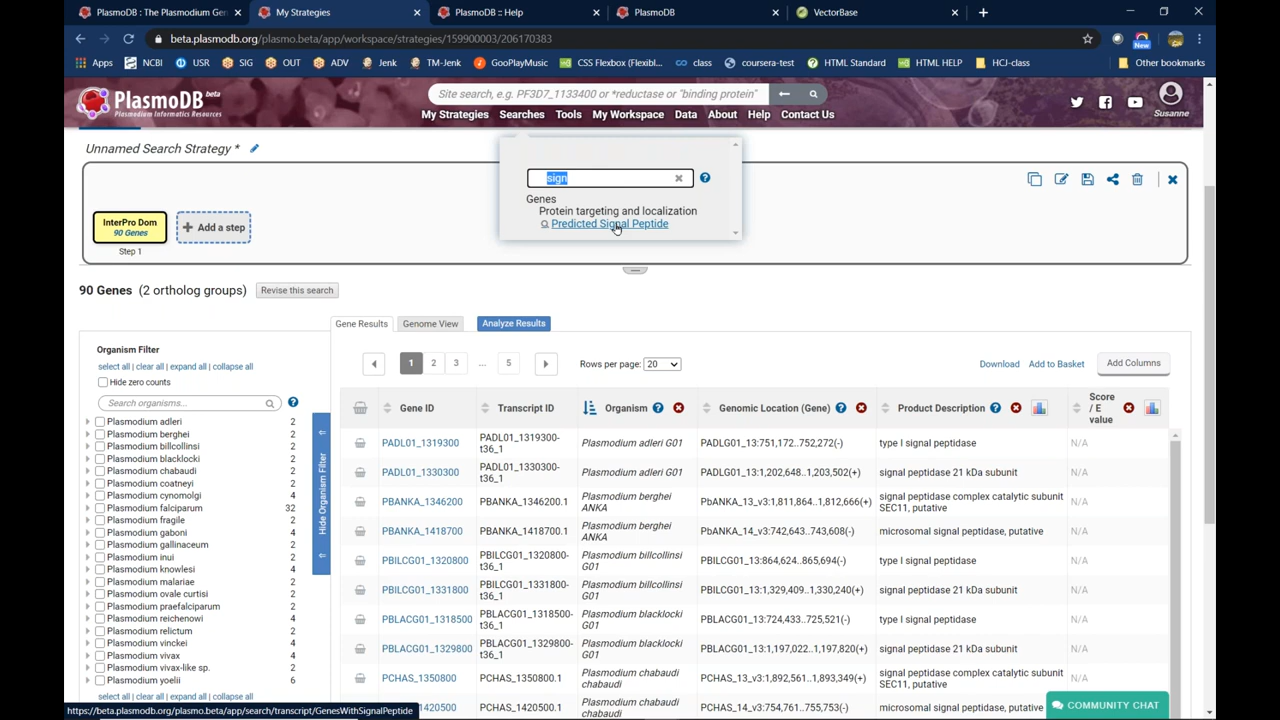 PlasmoDB : The Plasmodium Gen
My Strategies
PlasmoDB :: Help
PlasmoDB
VectorBase
beta.plasmodb.org/plasmo.beta/app/workspace/strategies/159900003/206170383
New
Apps
NCBI
USR
SIG
OUT
ADV
Jenk
TM-Jenk
GooPlayMusic
CSS Flexbox (Flexibl...
class
coursera-test
HTML Standard
HTML HELP
HCJ-class
Other bookmarks
PlasmoDB beta
Plasmodium Informatics Resources
Site search, e.g. PF3D7_1133400 or *reductase or "binding protein"
My Strategies
Searches
Tools
My Workspace
Data
About
Help
Contact Us
Susanne
Unnamed Search Strategy *
sign
Genes
Protein targeting and localization
Predicted Signal Peptide
InterPro Dom
90 Genes
Step 1
Add a step
90 Genes (2 ortholog groups)
Revise this search
Gene Results
Genome View
Analyze Results
Organism Filter
select all | clear all | expand all | collapse all
Hide zero counts
Search organisms...
Plasmodium adleri 2
Plasmodium berghei 2
Plasmodium billcollinsi 2
Plasmodium blacklocki 2
Plasmodium chabaudi 2
Plasmodium coatneyi 2
Plasmodium cynomolgi 4
Plasmodium falciparum 32
Plasmodium fragile 2
Plasmodium gaboni 4
Plasmodium gallinaceum 2
Plasmodium inui 2
Plasmodium knowlesi 4
Plasmodium malariae 2
Plasmodium ovale curtisi 2
Plasmodium praefalciparum 2
Plasmodium reichenowi 4
Plasmodium relictum 2
Plasmodium vinckei 4
Plasmodium vivax 4
Plasmodium vivax-like sp. 2
Plasmodium yoelii 6
select all | clear all | expand all | collapse all
Hide Organism Filter
1 2 3 ... 5
Rows per page: 20
Download
Add to Basket
Add Columns
Gene ID
Transcript ID
Organism
Genomic Location (Gene)
Product Description
Score / E value
PADL01_1319300 PADL01_1319300-t36_1 Plasmodium adleri G01 PADLG01_13:751,172..752,272(-) type I signal peptidase N/A
PADL01_1330300 PADL01_1330300-t36_1 Plasmodium adleri G01 PADLG01_13:1,202,648..1,203,502(+) signal peptidase 21 kDa subunit N/A
PBANKA_1346200 PBANKA_1346200.1 Plasmodium berghei ANKA PbANKA_13_v3:1,811,864..1,812,666(+) signal peptidase complex catalytic subunit SEC11, putative N/A
PBANKA_1418700 PBANKA_1418700.1 Plasmodium berghei ANKA PbANKA_14_v3:742,643..743,608(-) microsomal signal peptidase, putative N/A
PBILCG01_1320800 PBILCG01_1320800-t36_1 Plasmodium billcollinsi G01 PBILCG01_13:864,624..865,694(-) type I signal peptidase N/A
PBILCG01_1331800 PBILCG01_1331800-t36_1 Plasmodium billcollinsi G01 PBILCG01_13:1,329,409..1,330,240(+) signal peptidase 21 kDa subunit N/A
PBLACG01_1318500 PBLACG01_1318500-t36_1 Plasmodium blacklocki G01 PBLACG01_13:724,433..725,521(-) type I signal peptidase N/A
PBLACG01_1329800 PBLACG01_1329800-t36_1 Plasmodium blacklocki G01 PBLACG01_13:1,197,022..1,197,820(+) signal peptidase 21 kDa subunit N/A
PCHAS_1350800 PCHAS_1350800.1 Plasmodium chabaudi chabaudi PCHAS_13_v3:1,892,561..1,893,349(+) signal peptidase complex catalytic subunit SEC11, putative N/A
_1420500 PCHAS_1420500.1 Plasmodium chabaudi chabaudi PCHAS_14_v3:754,761..755,753(-) microsomal signal peptidase, putative
COMMUNITY CHAT
https://beta.plasmodb.org/plasmo.beta/app/search/transcript/GenesWithSignalPeptide